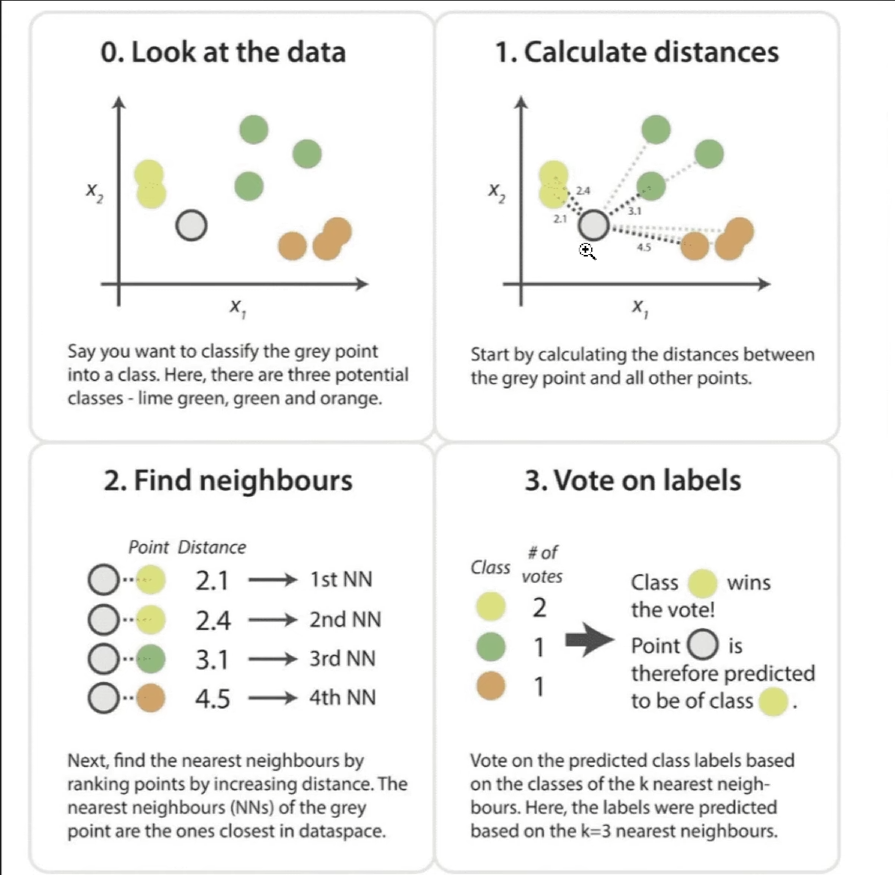 0. Look at the data
X2
X1
Say you want to classify the grey point
into a class. Here, there are three potential
classes - lime green, green and orange.
1. Calculate distances
X2
2.4
2.1
3.1
4.5
X1
Start by calculating the distances between
the grey point and all other points.
2. Find neighbours
Point Distance
2.1 1st NN
2.4 2nd NN
3.1 3rd NN
4.5 4th NN
Next, find the nearest neighbours by
ranking points by increasing distance. The
nearest neighbours (NNs) of the grey
point are the ones closest in dataspace.
3. Vote on labels
Class # of votes
2
1
1
Class wins
the vote!
Point is
therefore predicted
to be of class .
Vote on the predicted class labels based
on the classes of the k nearest neigh-
bours. Here, the labels were predicted
based on the k=3 nearest neighbours.